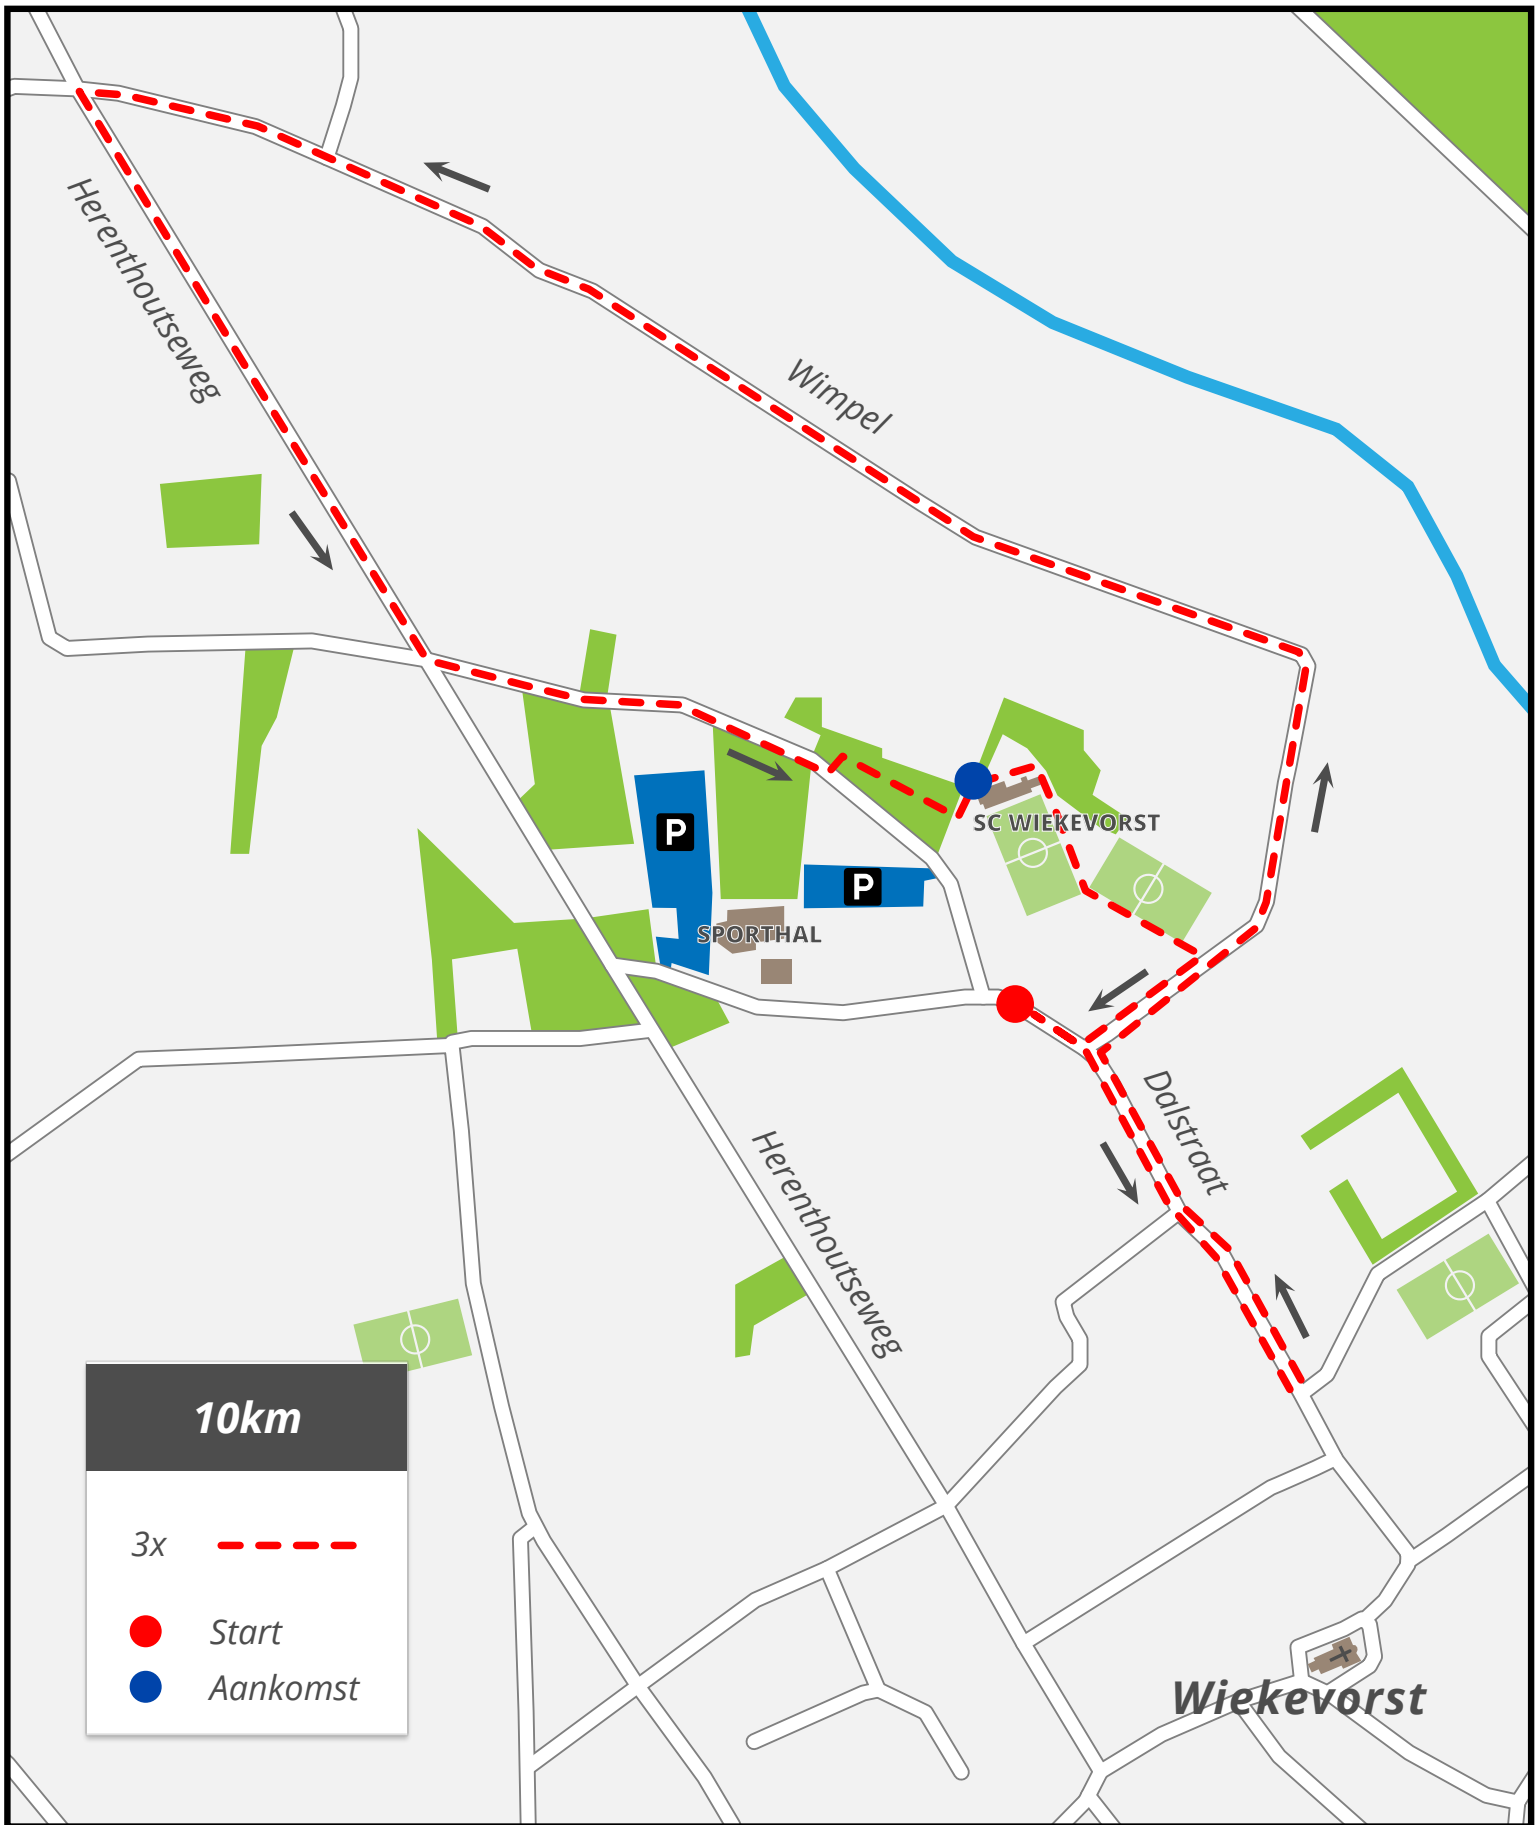 Herenthoutseweg
Wimpel
SC WIEKEVORST
P
P
SPORTHAL
Dalstraat
Herenthoutseweg
10km
3x
Start
Aankomst
Wiekevorst